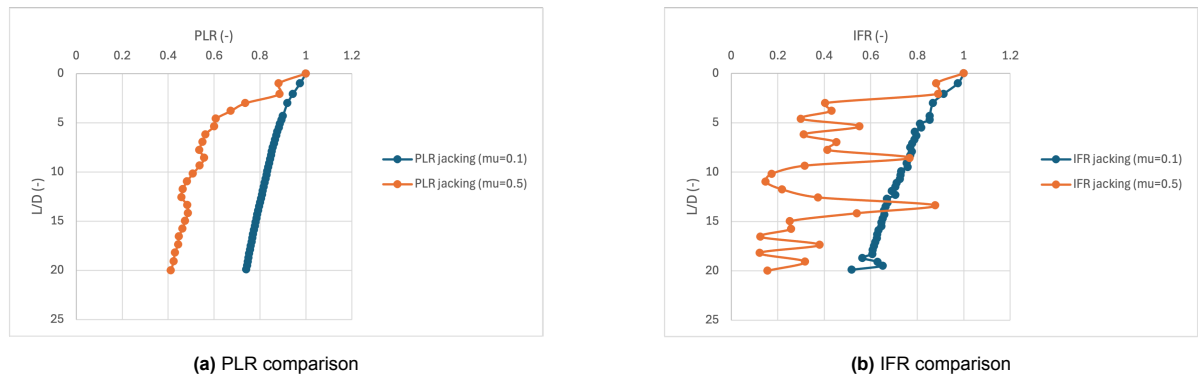 PLR (-)
0 0.2 0.4 0.6 0.8 1 1.2
0
5
10
15
20
25
L/D (-)
PLR jacking (mu=0.1)
PLR jacking (mu=0.5)
(a) PLR comparison
IFR (-)
0 0.2 0.4 0.6 0.8 1 1.2
0
5
10
15
20
25
L/D (-)
IFR jacking (mu=0.1)
IFR jacking (mu=0.5)
(b) IFR comparison